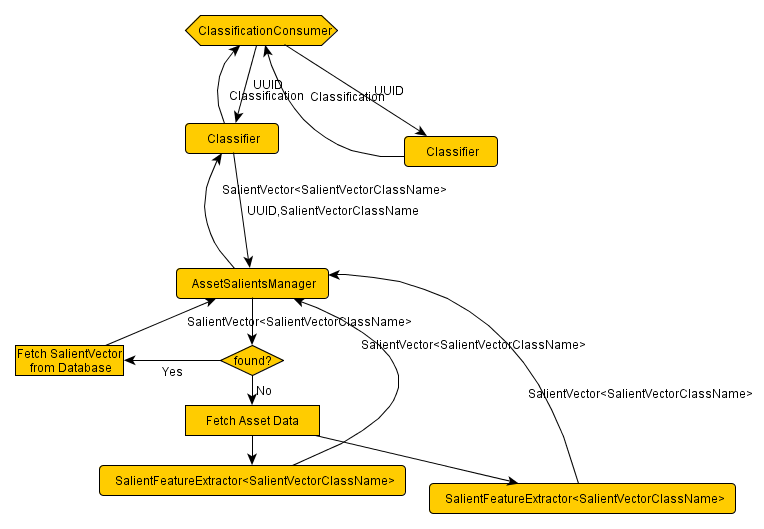 ClassificationConsumer
UUID
Classification
Classification
UUID
Classifier
Classifier
SalientVector<SalientVectorClassName>
UUID,SalientVectorClassName
AssetSalientsManager
SalientVector<SalientVectorClassName>
Fetch SalientVector
from Database
found?
SalientVector<SalientVectorClassName>
Yes
No
SalientVector<SalientVectorClassName>
Fetch Asset Data
SalientFeatureExtractor<SalientVectorClassName>
SalientFeatureExtractor<SalientVectorClassName>